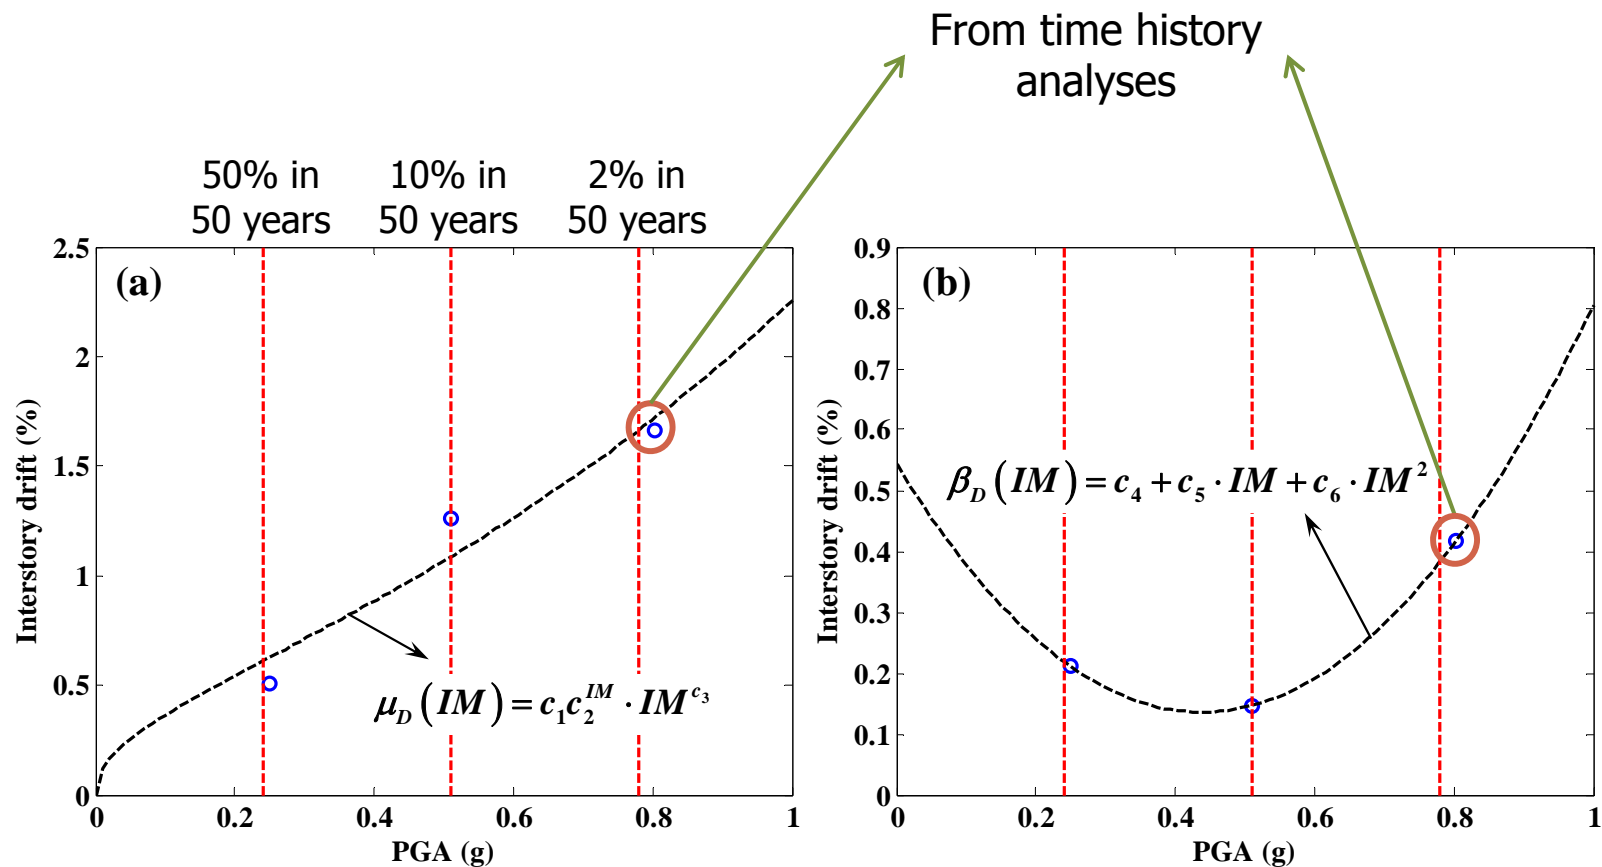 From time history
analyses
50% in
50 years
10% in
50 years
2% in
50 years
(a)
2.5
2
1.5
1
0.5
0
Interstory drift (%)
μ_D(IM) = c₁c₂^{IM} · IM^{c₃}
0
0.2
0.4
0.6
0.8
1
PGA (g)
(b)
0.9
0.8
0.7
0.6
0.5
0.4
0.3
0.2
0.1
0
Interstory drift (%)
β_D(IM) = c₄ + c₅ · IM + c₆ · IM²
0
0.2
0.4
0.6
0.8
1
PGA (g)